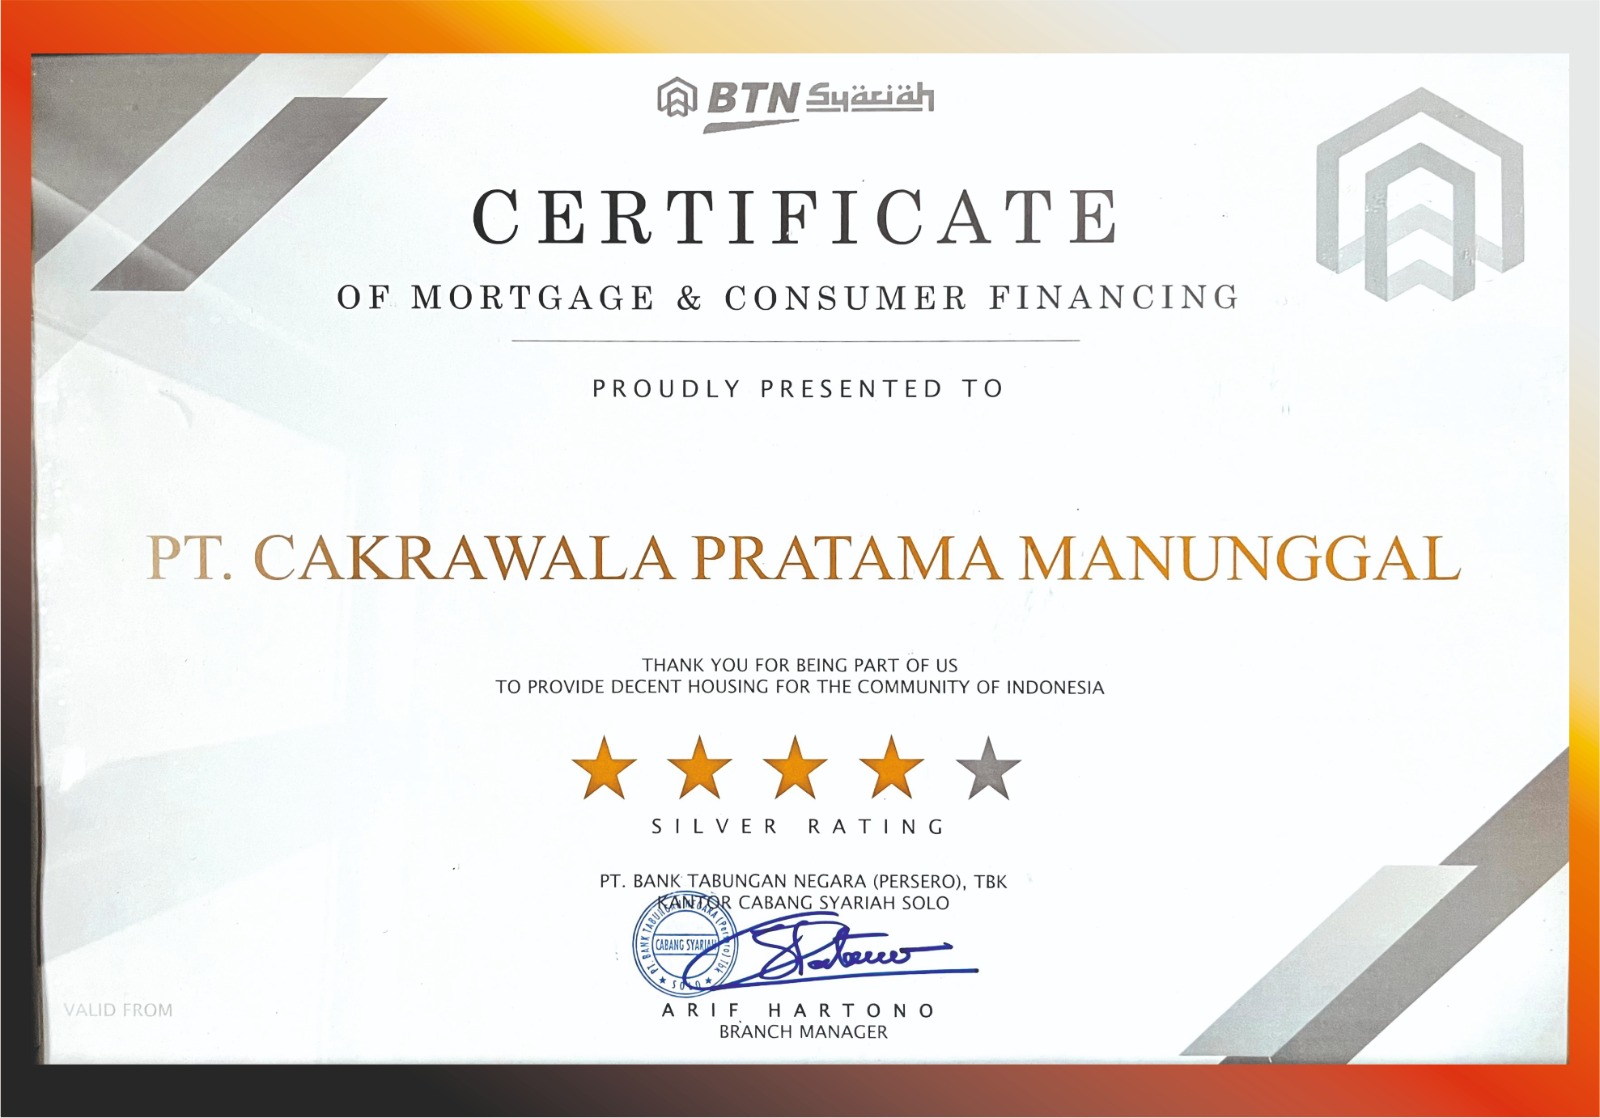 BTN Syariah
CERTIFICATE
OF MORTGAGE & CONSUMER FINANCING
PROUDLY PRESENTED TO
PT. CAKRAWALA PRATAMA MANUNGGAL
THANK YOU FOR BEING PART OF US
TO PROVIDE DECENT HOUSING FOR THE COMMUNITY OF INDONESIA
SILVER RATING
PT. BANK TABUNGAN NEGARA (PERSERO), TBK
KANTOR CABANG SYARIAH SOLO
PT. BANK TABUNGAN NEGARA (Persero) Tbk
CABANG SYARIAH
SOLO
ARIF HARTONO
BRANCH MANAGER
VALID FROM